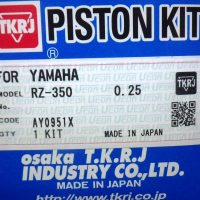 TKRJ PISTON KIT
FOR YAMAHA
MODEL RZ-350 0.25
CODE AY0951X
QTY 1 KIT MADE IN JAPAN
osaka T.K.R.J
INDUSTRY CO.,LTD.
MADE IN JAPAN
http://www.tkrj.co.jp